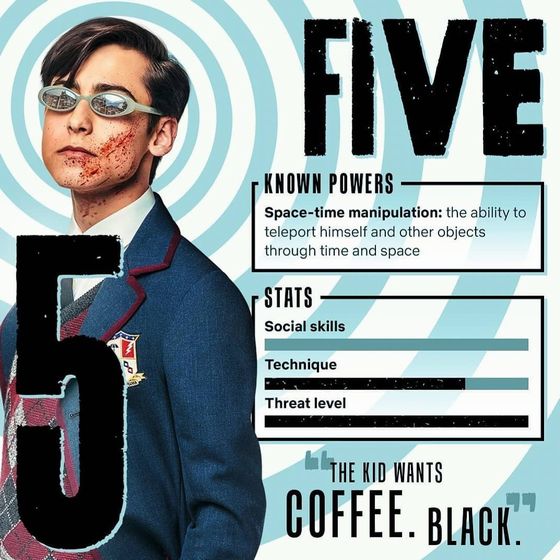 FIVE
KNOWN POWERS
Space-time manipulation: the ability to
teleport himself and other objects
through time and space
STATS
Social skills
Technique
Threat level
5
"THE KID WANTS
COFFEE. BLACK."